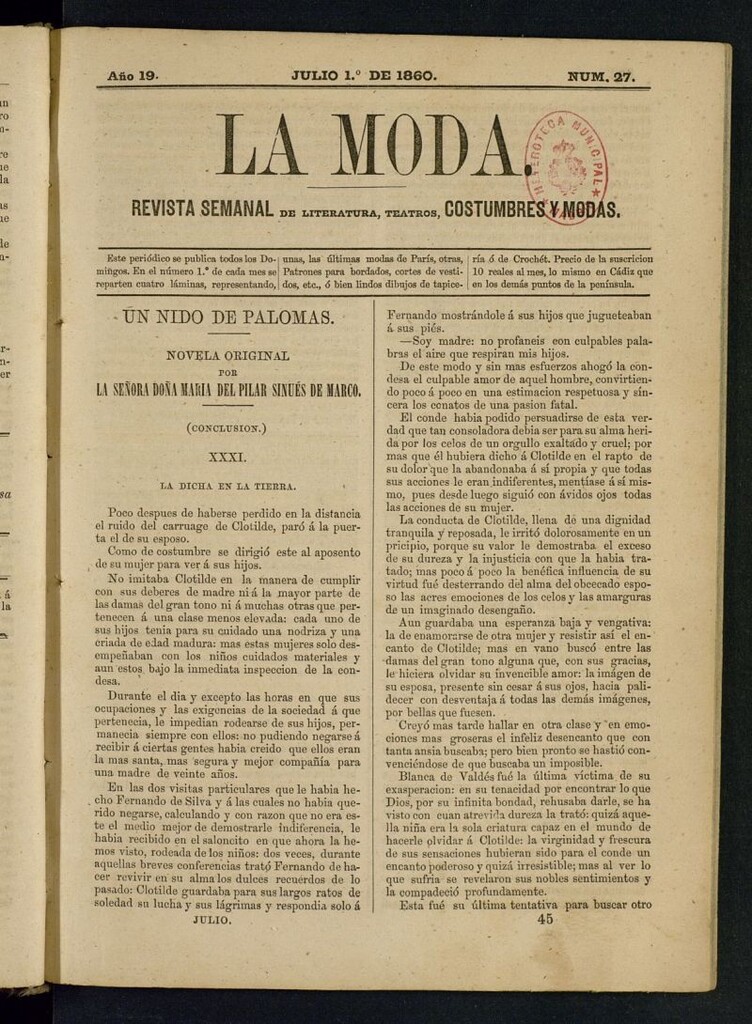 Año 19.
JULIO 1.º DE 1860.
NUM. 27.
LA MODA.
HEMEROTECA MUNICIPAL
REVISTA SEMANAL DE LITERATURA, TEATROS, COSTUMBRES Y MODAS.
Este periódico se publica todos los Do-
mingos. En el número 1.º de cada mes se
reparten cuatro láminas, representando,
unas, las últimas modas de París, otras,
Patrones para bordados, cortes de vesti-
dos, etc., ó bien lindos dibujos de tapice-
ría ó de Crochét. Precio de la suscricion
10 reales al mes, lo mismo en Cádiz que
en los demás puntos de la península.
UN NIDO DE PALOMAS.
NOVELA ORIGINAL
POR
LA SEÑORA DOÑA MARIA DEL PILAR SINUÉS DE MARCO.
(CONCLUSION.)
XXXI.
LA DICHA EN LA TIERRA.
Poco despues de haberse perdido en la distancia
el ruido del carruage de Clotilde, paró á la puer-
ta el de su esposo.
Como de costumbre se dirigió este al aposento
de su mujer para ver á sus hijos.
No imitaba Clotilde en la manera de cumplir
con sus deberes de madre ni á la mayor parte de
las damas del gran tono ni á muchas otras que per-
tenecen á una clase menos elevada: cada uno de
sus hijos tenia para su cuidado una nodriza y una
criada de edad madura: mas estas mujeres solo des-
empeñaban con los niños cuidados materiales y
aun estos bajo la inmediata inspeccion de la con-
desa.
Durante el dia y excepto las horas en que sus
ocupaciones y las exigencias de la sociedad á que
pertenecia, le impedian rodearse de sus hijos, per-
manecia siempre con ellos: no pudiendo negarse á
recibir á ciertas gentes habia creido que ellos eran
la mas santa, mas segura y mejor compañía para
una madre de veinte años.
En las dos visitas particulares que le habia he-
cho Fernando de Silva y á las cuales no habia que-
rido negarse, calculando y con razon que no era es-
te el medio mejor de demostrarle indiferencia, le
habia recibido en el saloncito en que ahora la he-
mos visto, rodeada de los niños: dos veces, durante
aquellas breves conferencias trató Fernando de ha-
cer revivir en su alma los dulces recuerdos de lo
pasado: Clotilde guardaba para sus largos ratos de
soledad su lucha y sus lágrimas y respondia solo á
JULIO.
Fernando mostrándole á sus hijos que jugueteaban
á sus piés.
—Soy madre: no profaneis con culpables pala-
bras el aire que respiran mis hijos.
De este modo y sin mas esfuerzos ahogó la con-
desa el culpable amor de aquel hombre, convirtien-
do poco á poco en una estimacion respetuosa y sin-
cera los conatos de una pasion fatal.
El conde habia podido persuadirse de esta ver-
dad que tan consoladora debia ser para su alma heri-
da por los celos de un orgullo exaltado y cruel; por
mas que él hubiera dicho á Clotilde en el rapto de
su dolor que la abandonaba á sí propia y que todas
sus acciones le eran indiferentes, mentíase á sí mis-
mo, pues desde luego siguió con ávidos ojos todas
las acciones de su mujer.
La conducta de Clotilde, llena de una dignidad
tranquila y reposada, le irritó dolorosamente en un
pricipio, porque su valor le demostraba el exceso
de su dureza y la injusticia con que la habia tra-
tado; mas poco á poco la benéfica influencia de su
virtud fué desterrando del alma del obcecado espo-
so las acres emociones de los celos y las amarguras
de un imaginado desengaño.
Aun guardaba una esperanza baja y vengativa:
la de enamorarse de otra mujer y resistir así el en-
canto de Clotilde; mas en vano buscó entre las
damas del gran tono alguna que, con sus gracias,
le hiciera olvidar su invencible amor: la imágen de
su esposa, presente sin cesar á sus ojos, hacia pali-
decer con desventaja á todas las demás imágenes,
por bellas que fuesen.
Creyó mas tarde hallar en otra clase y en emo-
ciones mas groseras el infeliz desencanto que con
tanta ansia buscaba; pero bien pronto se hastió con-
venciéndose de que buscaba un imposible.
Blanca de Valdés fué la última víctima de su
exasperacion: en su tenacidad por encontrar lo que
Dios, por su infinita bondad, rehusaba darle, se ha
visto con cuan atrevida dureza la trató: quizá aque-
lla niña era la sola criatura capaz en el mundo de
hacerle olvidar á Clotilde: la virginidad y frescura
de sus sensaciones hubieran sido para el conde un
encanto poderoso y quizá irresistible; mas al ver lo
que sufria se revelaron sus nobles sentimientos y
la compadeció profundamente.
Esta fué su última tentativa para buscar otro
45